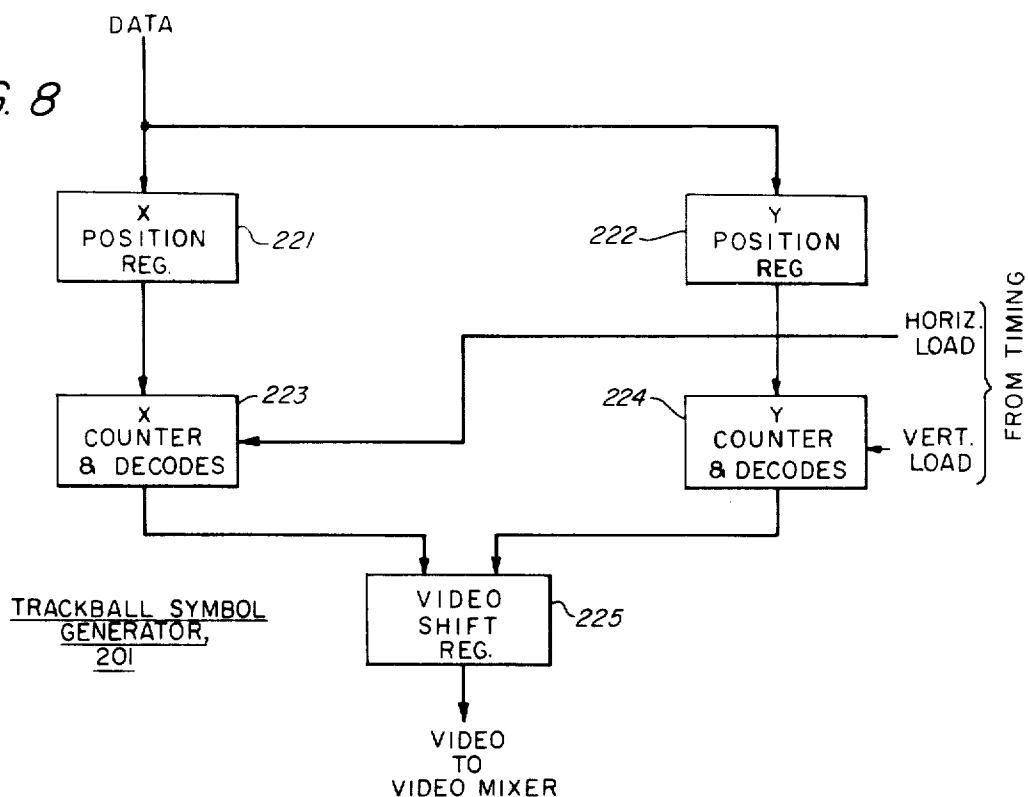 DATA
G. 8
X
POSITION
REG.
221
222
Y
POSITION
REG
HORIZ.
LOAD
FROM TIMING
X
COUNTER
& DECODES
223
224
Y
COUNTER
& DECODES
VERT.
LOAD
VIDEO
SHIFT
REG.
225
TRACKBALL SYMBOL
GENERATOR,
201
VIDEO
TO
VIDEO MIXER